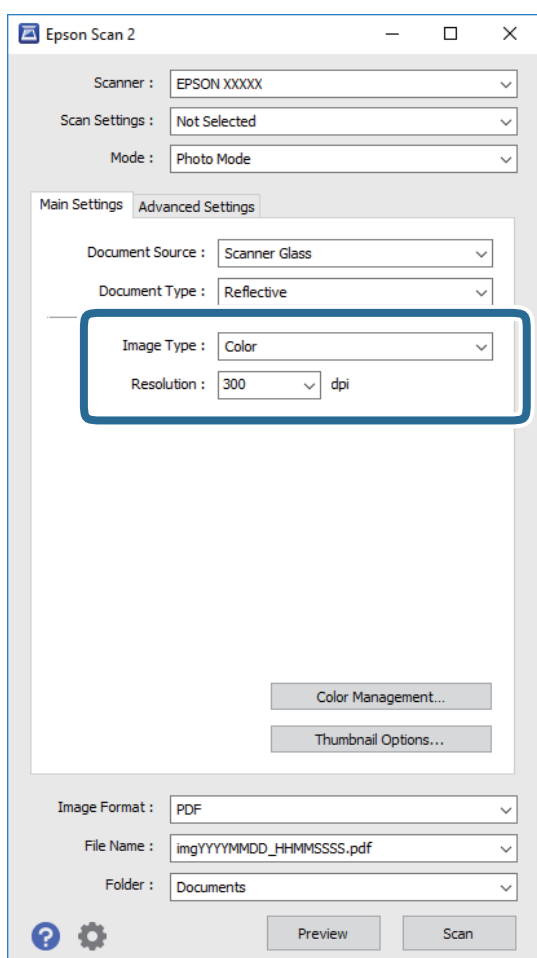 Epson Scan 2
Scanner : EPSON XXXXX
Scan Settings : Not Selected
Mode : Photo Mode
Main Settings Advanced Settings
Document Source : Scanner Glass
Document Type : Reflective
Image Type : Color
Resolution : 300 dpi
Color Management...
Thumbnail Options...
Image Format : PDF
File Name : imgYYYYMMDD_HHMMSSSS.pdf
Folder : Documents
? Preview Scan